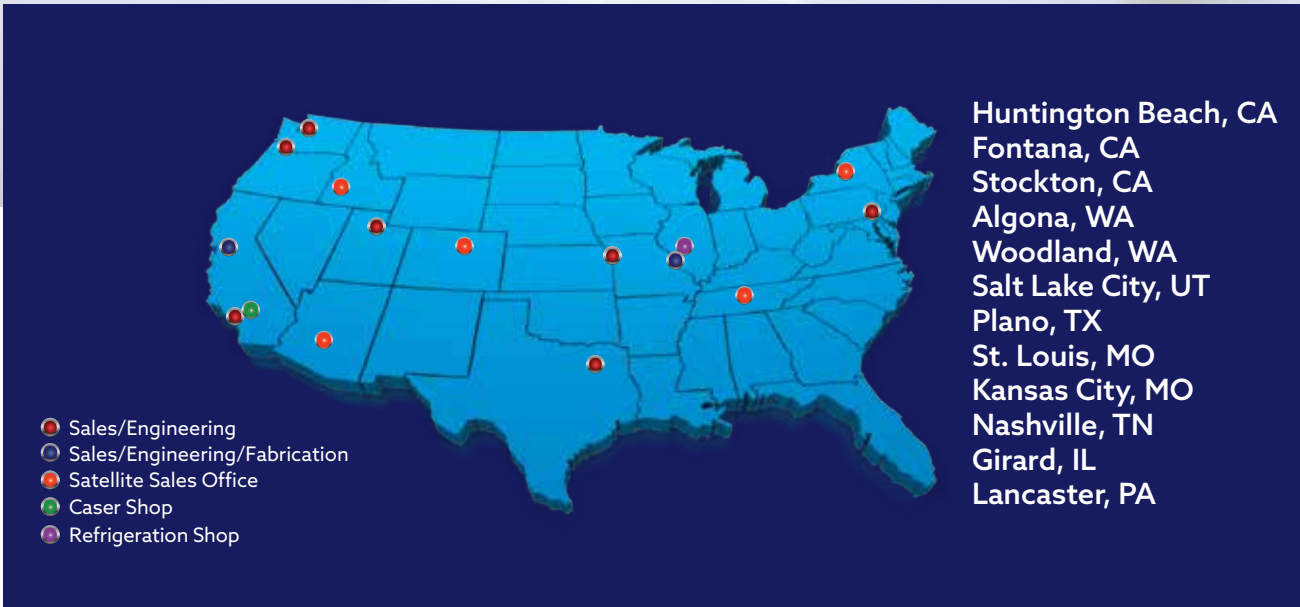 Huntington Beach, CA
Fontana, CA
Stockton, CA
Algona, WA
Woodland, WA
Salt Lake City, UT
Plano, TX
St. Louis, MO
Kansas City, MO
Nashville, TN
Girard, IL
Lancaster, PA
Sales/Engineering
Sales/Engineering/Fabrication
Satellite Sales Office
Caser Shop
Refrigeration Shop